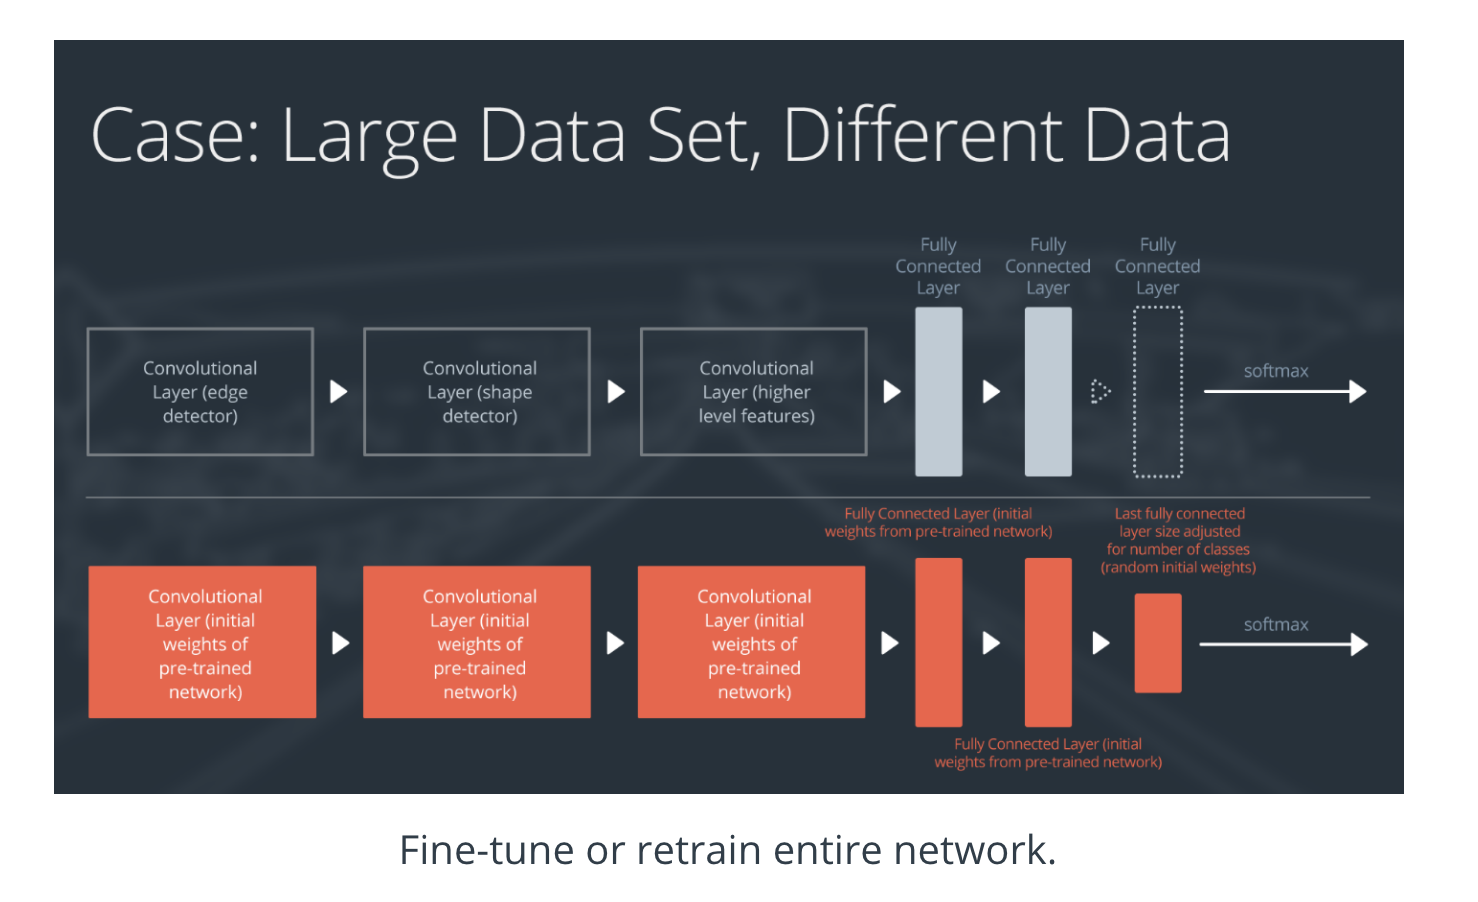 Case: Large Data Set, Different Data
Fully
Connected
Layer
Fully
Connected
Layer
Fully
Connected
Layer
Convolutional
Layer (edge
detector)
Convolutional
Layer (shape
detector)
Convolutional
Layer (higher
level features)
softmax
Fully Connected Layer (initial
weights from pre-trained network)
Last fully connected
layer size adjusted
for number of classes
(random initial weights)
Convolutional
Layer (initial
weights of
pre-trained
network)
Convolutional
Layer (initial
weights of
pre-trained
network)
Convolutional
Layer (initial
weights of
pre-trained
network)
softmax
Fully Connected Layer (initial
weights from pre-trained network)
Fine-tune or retrain entire network.